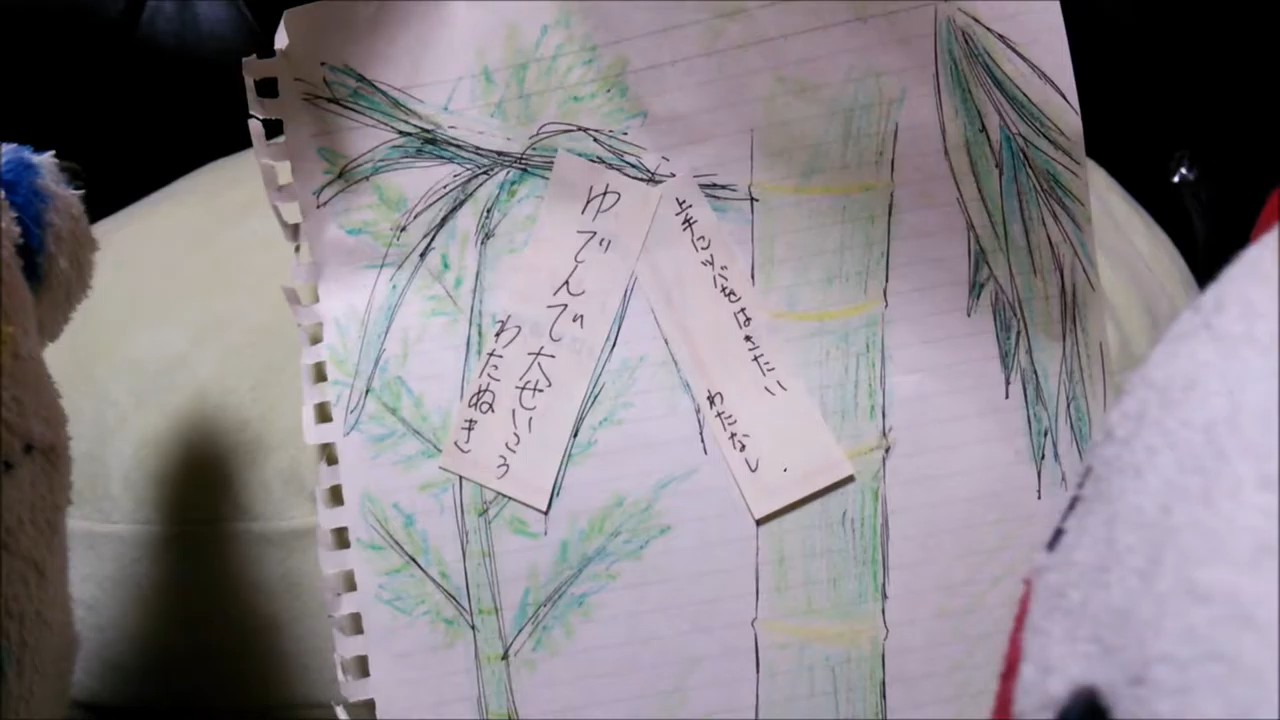 上手にツバをはきたい
わたなし
ゆでんで大せいこう
わたぬき